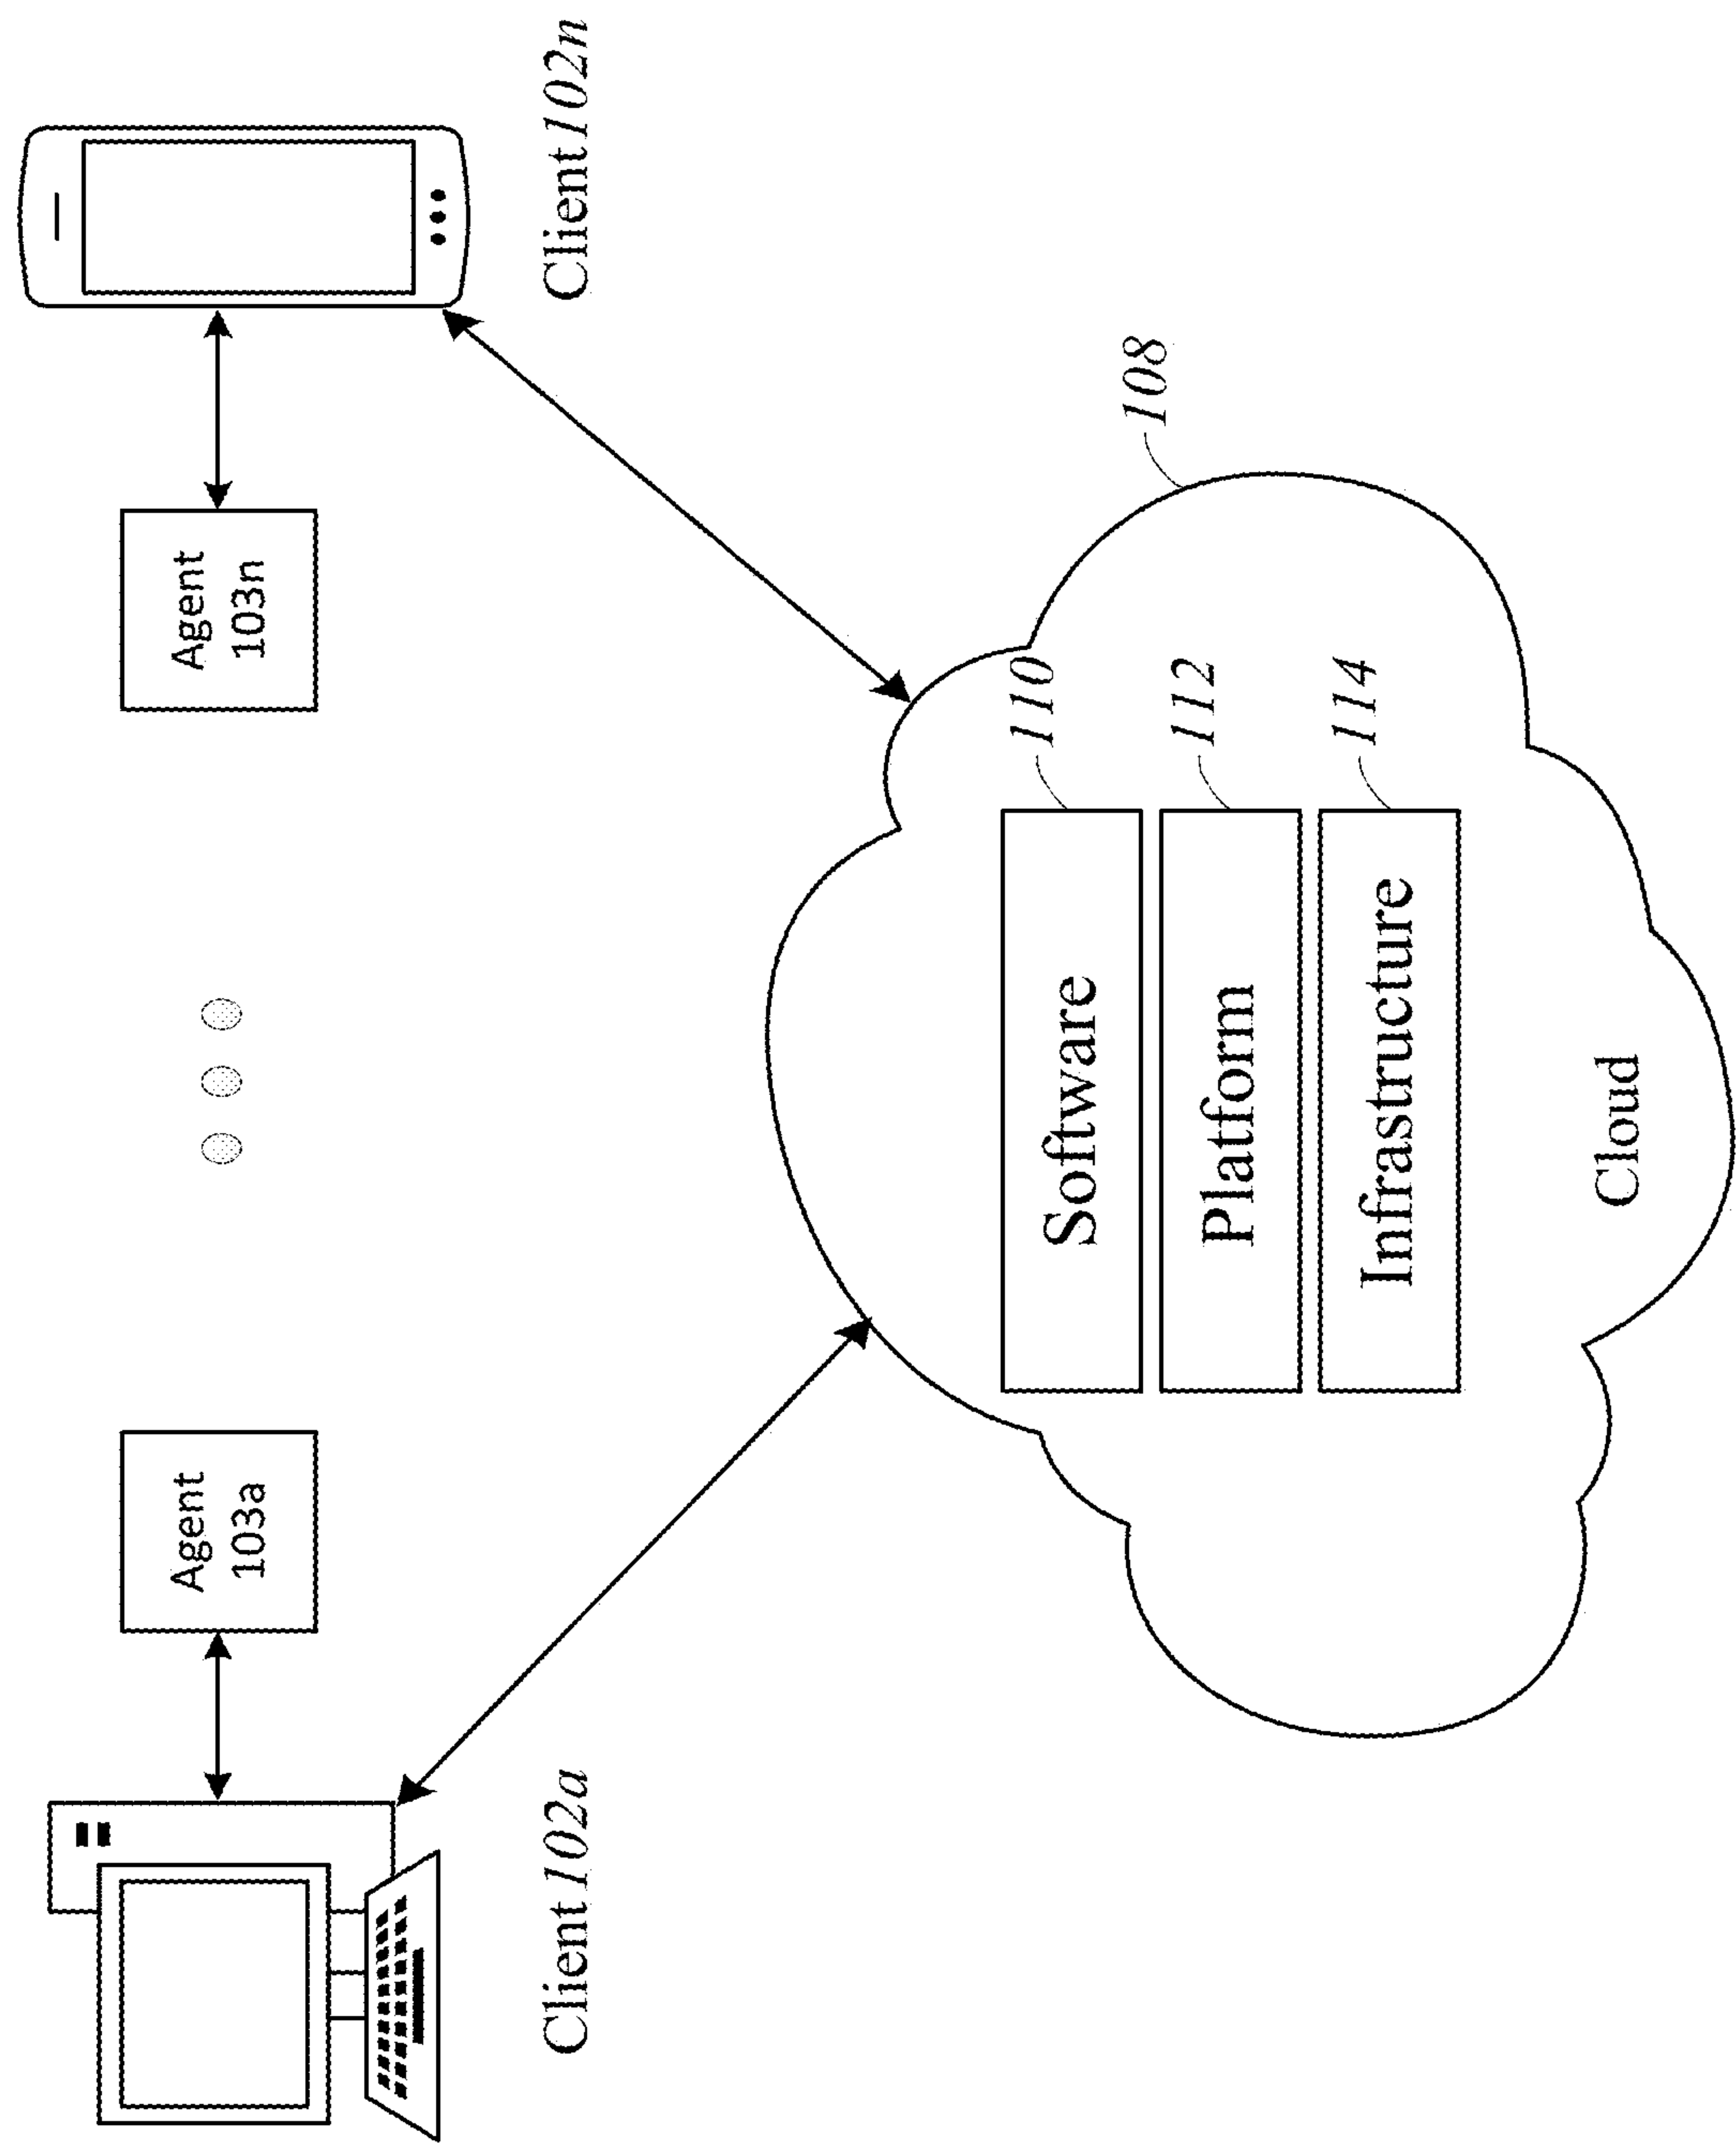 Agent
103a
Agent
103n
Client 102a
Client 102n
108
Software
110
Platform
112
Infrastructure
114
Cloud